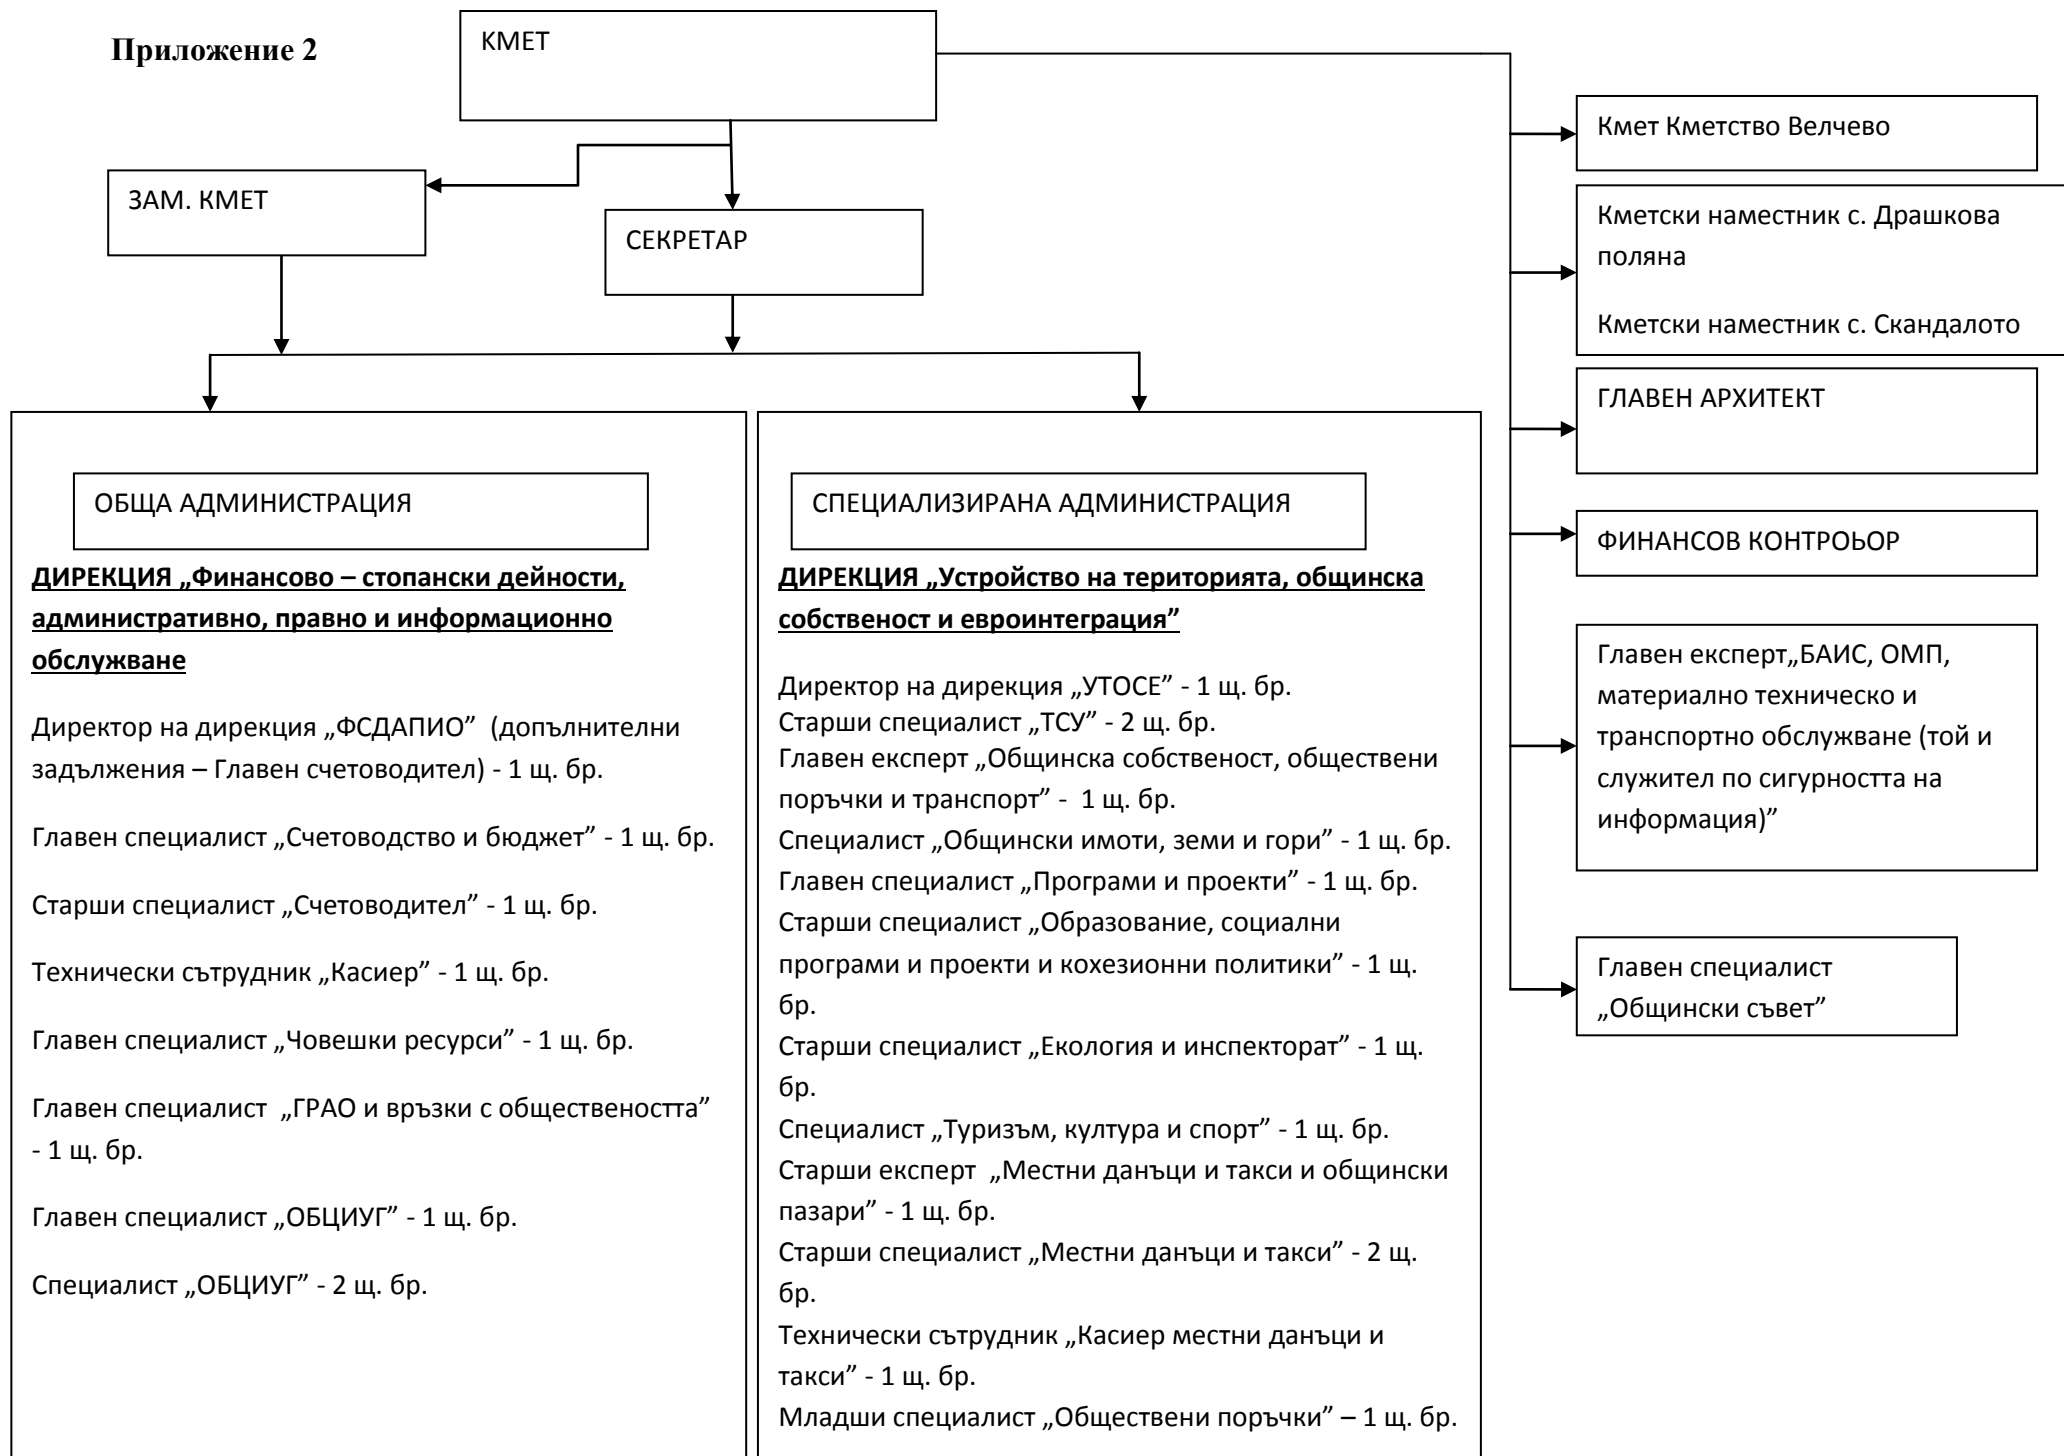 Приложение 2
КМЕТ
ЗАМ. КМЕТ
СЕКРЕТАР
ОБЩА АДМИНИСТРАЦИЯ
ДИРЕКЦИЯ „Финансово – стопански дейности,
административно, правно и информационно
обслужване
Директор на дирекция „ФСДАПИО” (допълнителни
задължения – Главен счетоводител) - 1 щ. бр.
Главен специалист „Счетоводство и бюджет” - 1 щ. бр.
Старши специалист „Счетоводител” - 1 щ. бр.
Технически сътрудник „Касиер” - 1 щ. бр.
Главен специалист „Човешки ресурси” - 1 щ. бр.
Главен специалист „ГРАО и връзки с обществеността”
- 1 щ. бр.
Главен специалист „ОБЦИУГ” - 1 щ. бр.
Специалист „ОБЦИУГ” - 2 щ. бр.
СПЕЦИАЛИЗИРАНА АДМИНИСТРАЦИЯ
ДИРЕКЦИЯ „Устройство на територията, общинска
собственост и евроинтеграция”
Директор на дирекция „УТОСЕ” - 1 щ. бр.
Старши специалист „ТСУ” - 2 щ. бр.
Главен експерт „Общинска собственост, обществени
поръчки и транспорт” - 1 щ. бр.
Специалист „Общински имоти, земи и гори” - 1 щ. бр.
Главен специалист „Програми и проекти” - 1 щ. бр.
Старши специалист „Образование, социални
програми и проекти и кохезионни политики” - 1 щ.
бр.
Старши специалист „Екология и инспекторат” - 1 щ.
бр.
Специалист „Туризъм, култура и спорт” - 1 щ. бр.
Старши експерт „Местни данъци и такси и общински
пазари” - 1 щ. бр.
Старши специалист „Местни данъци и такси” - 2 щ.
бр.
Технически сътрудник „Касиер местни данъци и
такси” - 1 щ. бр.
Младши специалист „Обществени поръчки” – 1 щ. бр.
Кмет Кметство Велчево
Кметски наместник с. Драшкова
поляна
Кметски наместник с. Скандалото
ГЛАВЕН АРХИТЕКТ
ФИНАНСОВ КОНТРОЬОР
Главен експерт„БАИС, ОМП,
материално техническо и
транспортно обслужване (той и
служител по сигурността на
информация)”
Главен специалист
„Общински съвет”